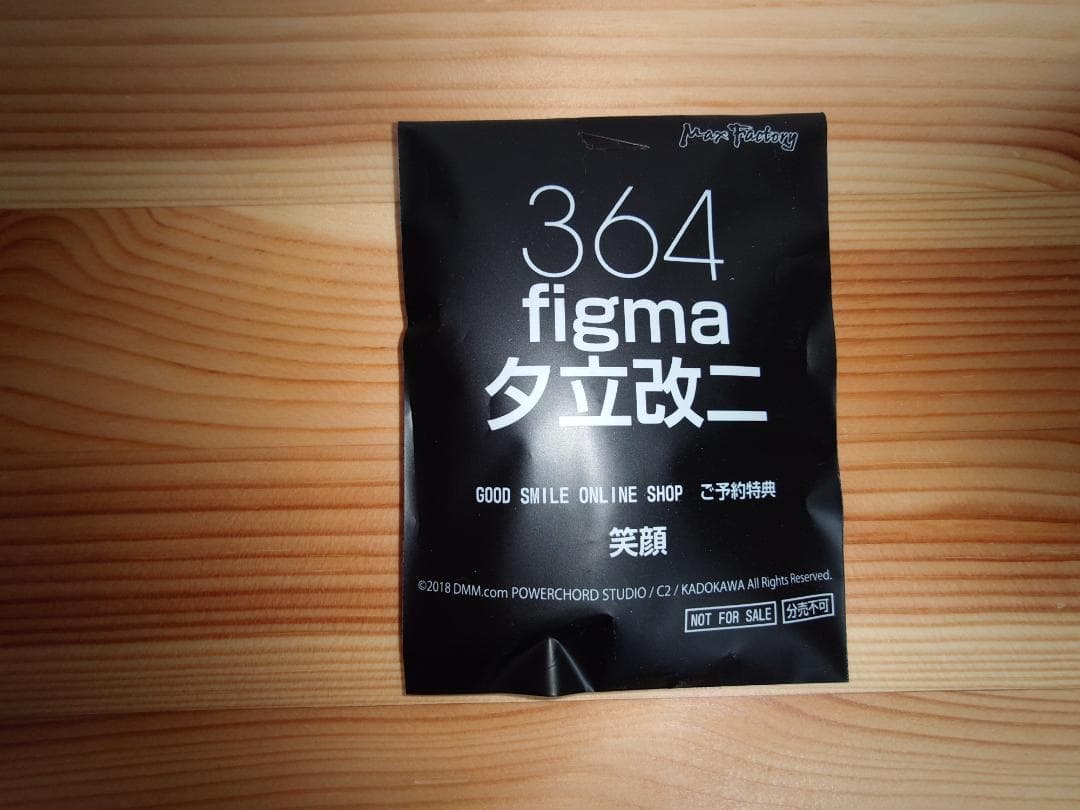 Max Factory
364
figma
夕立改二
GOOD SMILE ONLINE SHOP ご予約特典
笑顔
©2018 DMM.com POWERCHORD STUDIO / C2 / KADOKAWA All Rights Reserved.
NOT FOR SALE 分売不可